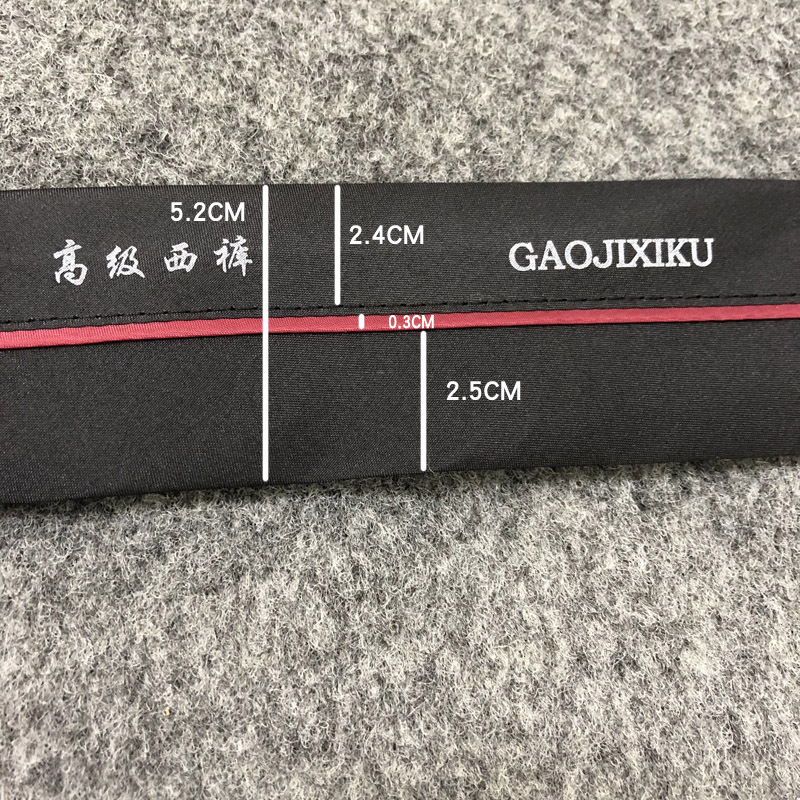 5.2CM
2.4CM
高级西裤
GAOJIXIKU
0.3CM
2.5CM